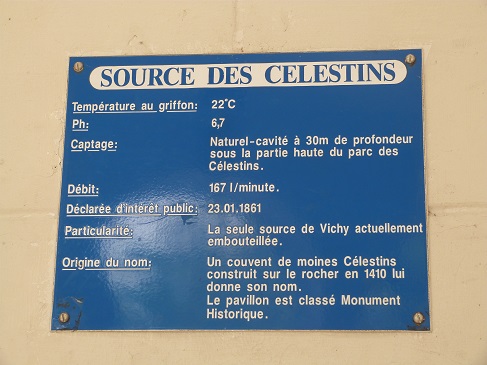 SOURCE DES CELESTINS
Température au griffon: 22°C
Ph: 6,7
Captage: Naturel-cavité à 30m de profondeur
sous la partie haute du parc des
Célestins.
Débit: 167 l/minute.
Déclarée d'intérêt public: 23.01.1861
Particularité: La seule source de Vichy actuellement
embouteillée.
Origine du nom: Un couvent de moines Célestins
construit sur le rocher en 1410 lui
donne son nom.
Le pavillon est classé Monument
Historique.